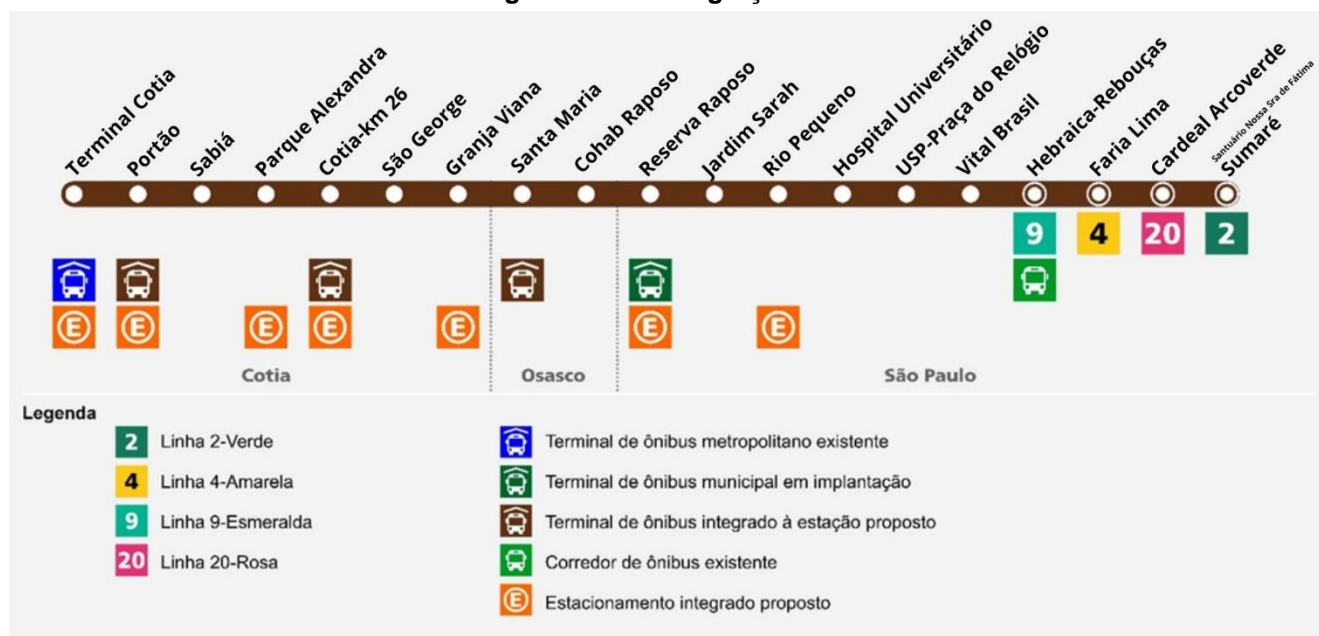 Terminal Cotia
Portão
Sabiá
Parque Alexandra
Cotia-km 26
São George
Granja Viana
Santa Maria
Cohab Raposo
Reserva Raposo
Jardim Sarah
Rio Pequeno
Hospital Universitário
USP-Praça do Relógio
Vital Brasil
Hebraica-Rebouças
Faria Lima
Cardeal Arcoverde
Santuário Nossa Sra de Fátima
Sumaré
9 4 20 2
E E E E E E E
Cotia Osasco São Paulo
Legenda
2 Linha 2-Verde
4 Linha 4-Amarela
9 Linha 9-Esmeralda
20 Linha 20-Rosa
Terminal de ônibus metropolitano existente
Terminal de ônibus municipal em implantação
Terminal de ônibus integrado à estação proposto
Corredor de ônibus existente
E Estacionamento integrado proposto